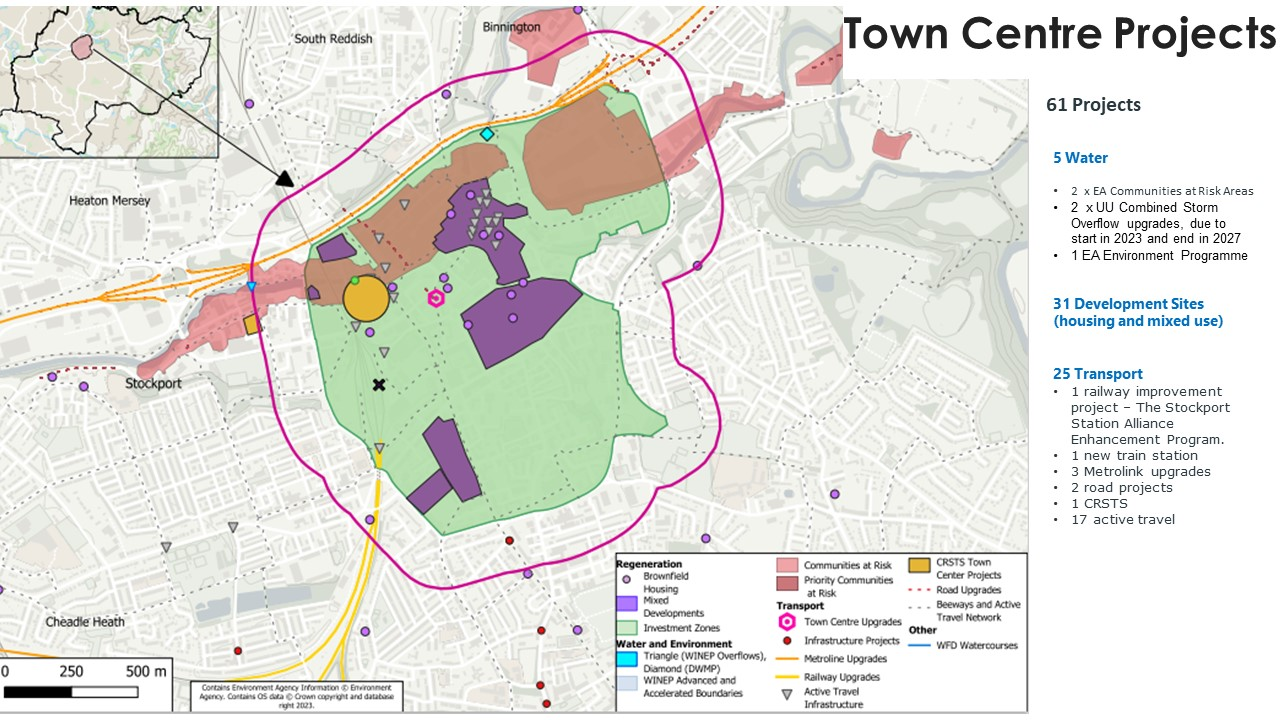 Town Centre Projects
South Reddish
Binnington
Heaton Mersey
Stockport
Cheadle Heath
0 250 500 m
Contains Environment Agency Information © Environment
Agency. Contains OS data © Crown copyright and database
right 2023.
Regeneration
Brownfield
Housing
Mixed
Developments
Investment Zones
Water and Environment
Triangle (WINEP Overflows),
Diamond (DWMP)
WINEP Advanced and
Accelerated Boundaries
Communities at Risk
Priority Communities
at Risk
Transport
Town Centre Upgrades
Infrastructure Projects
Metroline Upgrades
Railway Upgrades
Active Travel
Infrastructure
CRSTS Town
Center Projects
Road Upgrades
Beeways and Active
Travel Network
Other
WFD Watercourses
61 Projects
5 Water
• 2 x EA Communities at Risk Areas
• 2 x UU Combined Storm
Overflow upgrades, due to
start in 2023 and end in 2027
• 1 EA Environment Programme
31 Development Sites
(housing and mixed use)
25 Transport
• 1 railway improvement
project – The Stockport
Station Alliance
Enhancement Program.
• 1 new train station
• 3 Metrolink upgrades
• 2 road projects
• 1 CRSTS
• 17 active travel